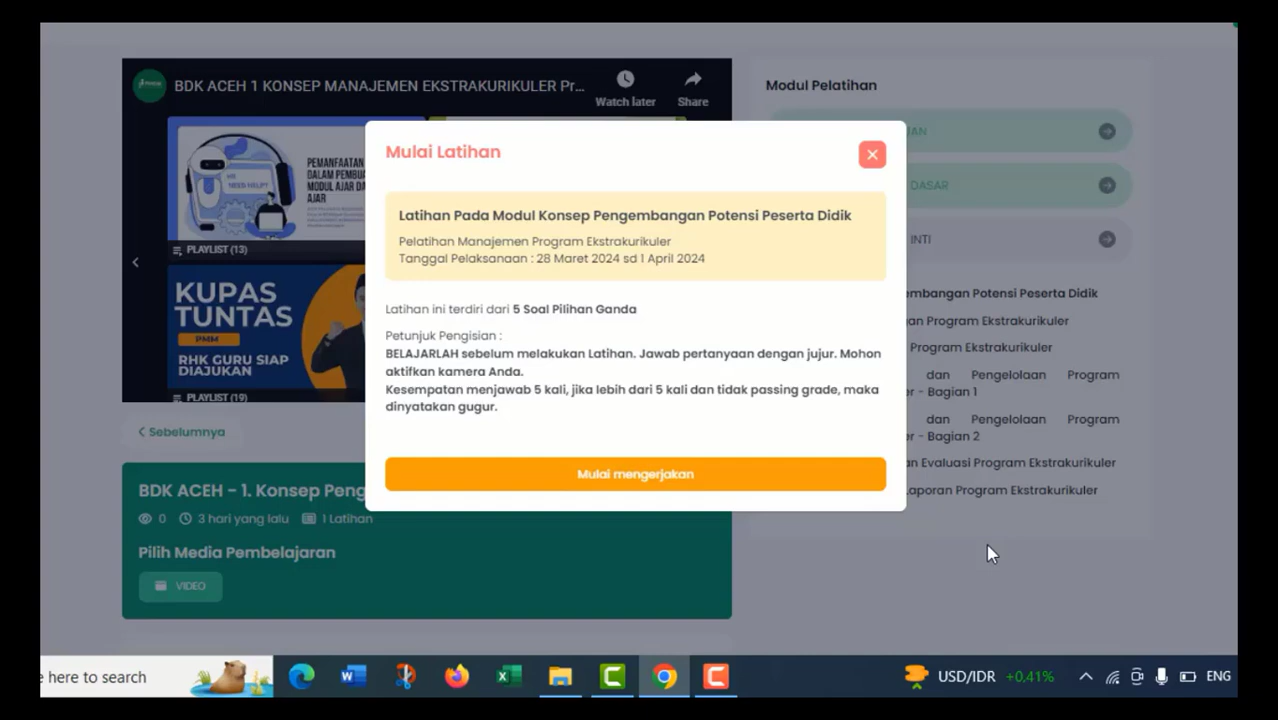 BDK ACEH 1 KONSEP MANAJEMEN EKSTRAKURIKULER Pr...
Watch later
Share
NEED HELP?
PEMANFAATAN
DALAM PEMBU
MODUL AJAR D
AJAR
PLAYLIST (13)
KUPAS
TUNTAS
PMM
RHK GURU SIAP
DIAJUKAN
PLAYLIST (19)
Sebelumnya
BDK ACEH - 1. Konsep Peng
0 3 hari yang lalu 1 Latihan
Pilih Media Pembelajaran
VIDEO
Mulai Latihan
Latihan Pada Modul Konsep Pengembangan Potensi Peserta Didik
Pelatihan Manajemen Program Ekstrakurikuler
Tanggal Pelaksanaan : 28 Maret 2024 sd 1 April 2024
Latihan ini terdiri dari 5 Soal Pilihan Ganda
Petunjuk Pengisian :
BELAJARLAH sebelum melakukan Latihan. Jawab pertanyaan dengan jujur. Mohon
aktifkan kamera Anda.
Kesempatan menjawab 5 kali, jika lebih dari 5 kali dan tidak passing grade, maka
dinyatakan gugur.
Mulai mengerjakan
Modul Pelatihan
AN
DASAR
INTI
mbangan Potensi Peserta Didik
an Program Ekstrakurikuler
Program Ekstrakurikuler
dan Pengelolaan Program
r - Bagian 1
dan Pengelolaan Program
r - Bagian 2
n Evaluasi Program Ekstrakurikuler
aporan Program Ekstrakurikuler
e here to search
USD/IDR +0,41%
ENG